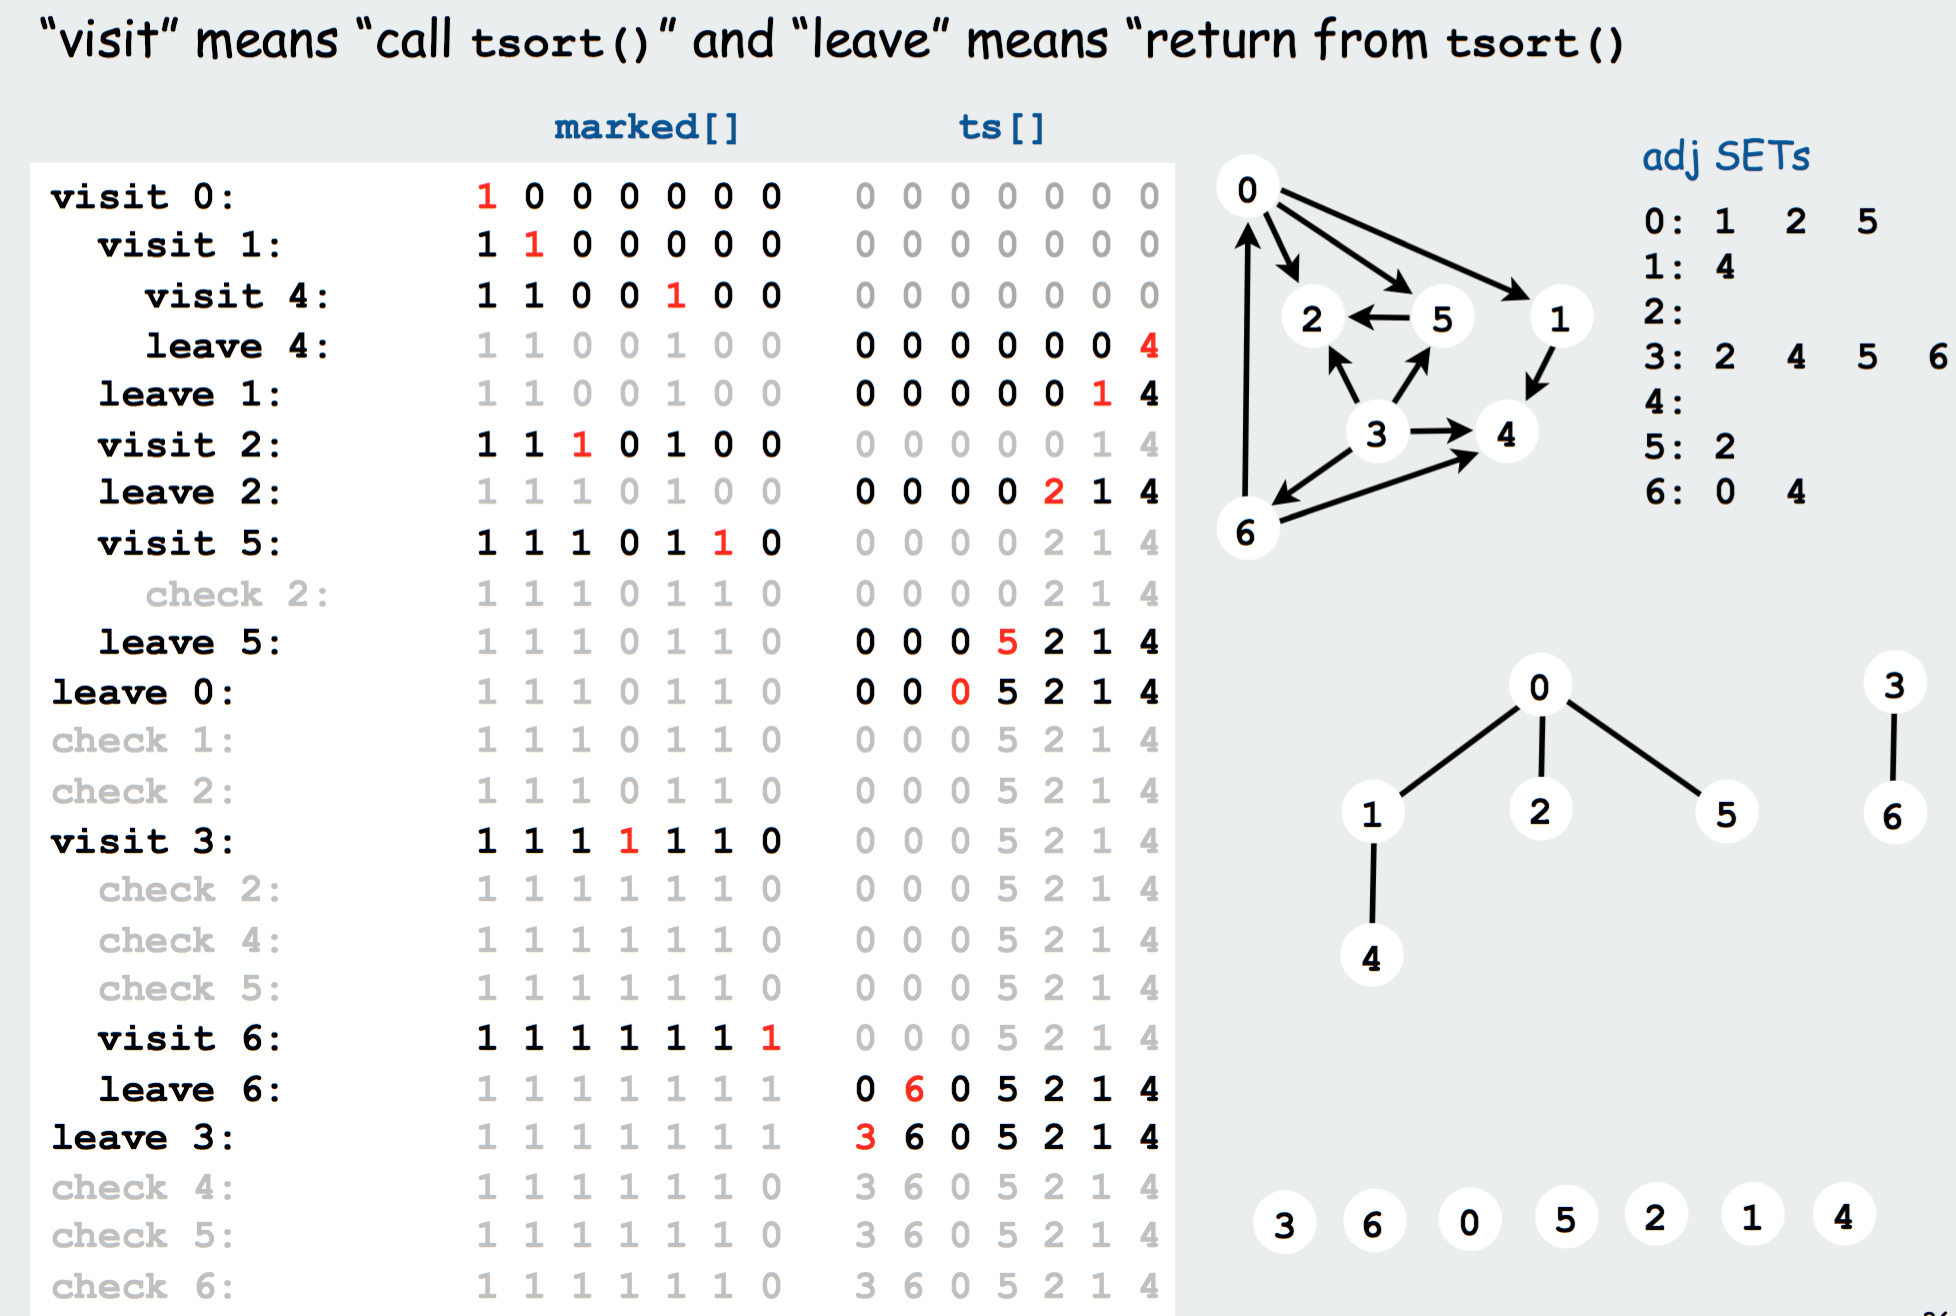 “visit” means “call tsort()” and “leave” means “return from tsort()
marked[] ts[]
visit 0: 1 0 0 0 0 0 0 0 0 0 0 0 0 0
visit 1: 1 1 0 0 0 0 0 0 0 0 0 0 0 0
visit 4: 1 1 0 0 1 0 0 0 0 0 0 0 0 0
leave 4: 1 1 0 0 1 0 0 0 0 0 0 0 0 4
leave 1: 1 1 0 0 1 0 0 0 0 0 0 0 1 4
visit 2: 1 1 1 0 1 0 0 0 0 0 0 0 1 4
leave 2: 1 1 1 0 1 0 0 0 0 0 0 2 1 4
visit 5: 1 1 1 0 1 1 0 0 0 0 0 2 1 4
check 2: 1 1 1 0 1 1 0 0 0 0 0 2 1 4
leave 5: 1 1 1 0 1 1 0 0 0 0 5 2 1 4
leave 0: 1 1 1 0 1 1 0 0 0 0 5 2 1 4
check 1: 1 1 1 0 1 1 0 0 0 0 5 2 1 4
check 2: 1 1 1 0 1 1 0 0 0 0 5 2 1 4
visit 3: 1 1 1 1 1 1 0 0 0 0 5 2 1 4
check 2: 1 1 1 1 1 1 0 0 0 0 5 2 1 4
check 4: 1 1 1 1 1 1 0 0 0 0 5 2 1 4
check 5: 1 1 1 1 1 1 0 0 0 0 5 2 1 4
visit 6: 1 1 1 1 1 1 1 0 0 0 5 2 1 4
leave 6: 1 1 1 1 1 1 1 0 6 0 5 2 1 4
leave 3: 1 1 1 1 1 1 1 3 6 0 5 2 1 4
check 4: 1 1 1 1 1 1 0 3 6 0 5 2 1 4
check 5: 1 1 1 1 1 1 0 3 6 0 5 2 1 4
check 6: 1 1 1 1 1 1 0 3 6 0 5 2 1 4
0
2 5 1
3 4
6
adj SETs
0: 1 2 5
1: 4
2:
3: 2 4 5 6
4:
5: 2
6: 0 4
0 3
1 2 5 6
4
3 6 0 5 2 1 4